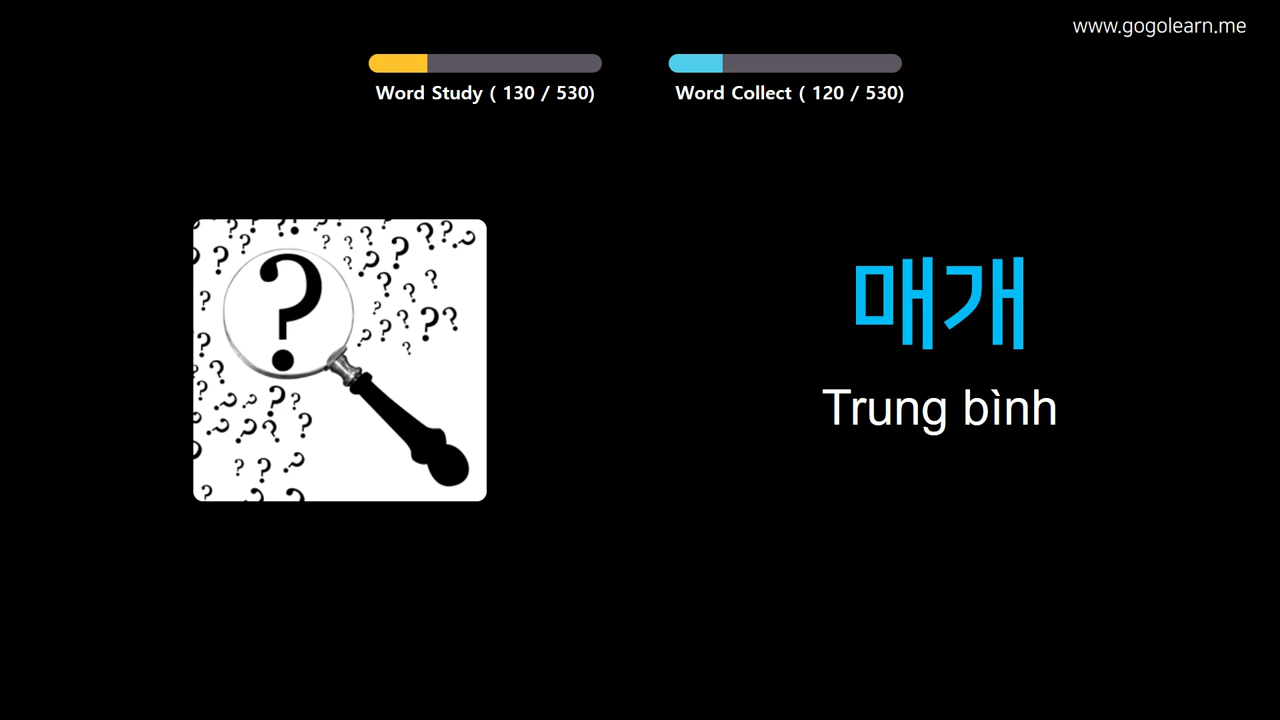 www.gogolearn.me
Word Study ( 130 / 530)
Word Collect ( 120 / 530)
매개
Trung bình